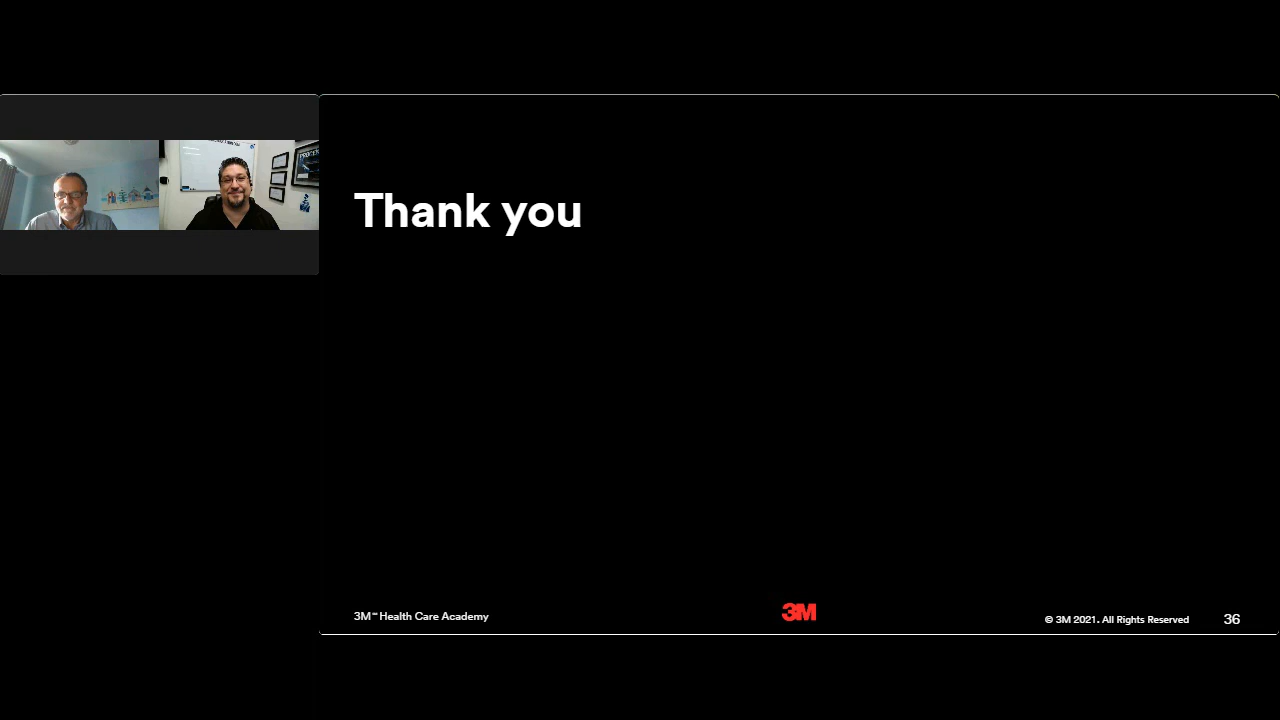 Thank you
3M™ Health Care Academy
3M
© 3M 2021. All Rights Reserved
36